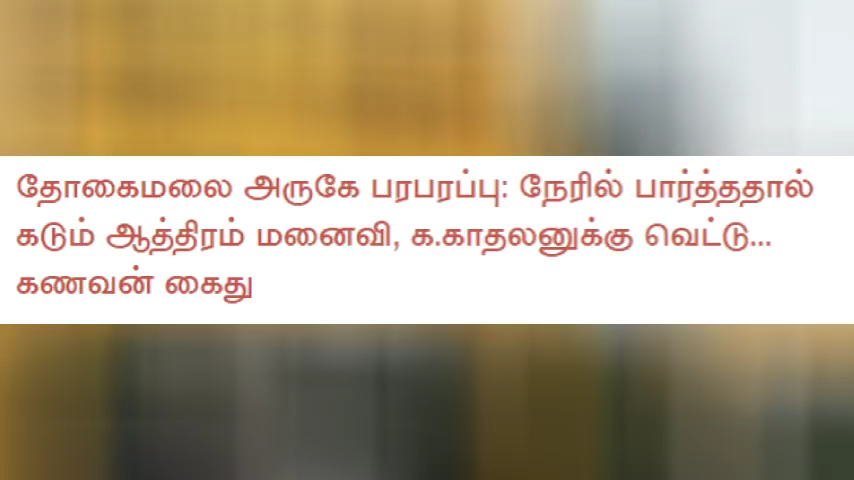 தோகைமலை அருகே பரபரப்பு: நேரில் பார்த்ததால்
கடும் ஆத்திரம் மனைவி, க.காதலனுக்கு வெட்டு...
கணவன் கைது